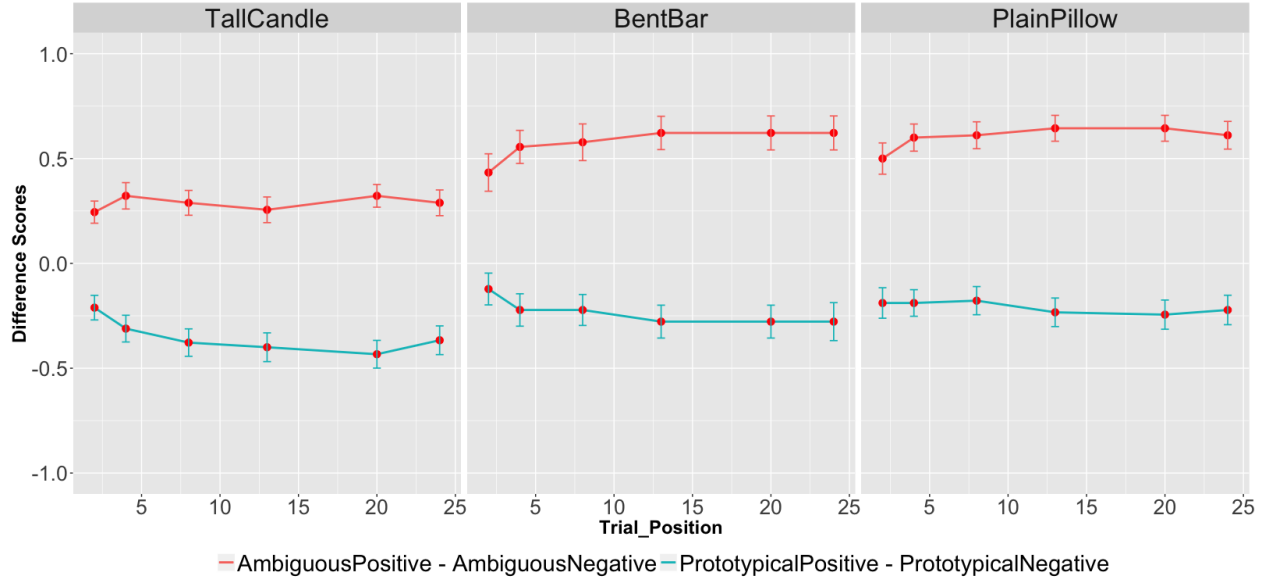 TallCandle BentBar PlainPillow
1.0
0.5
0.0
-0.5
-1.0
Difference Scores
5 10 15 20 25 5 10 15 20 25 5 10 15 20 25
Trial_Position
AmbiguousPositive - AmbiguousNegative PrototypicalPositive - PrototypicalNegative